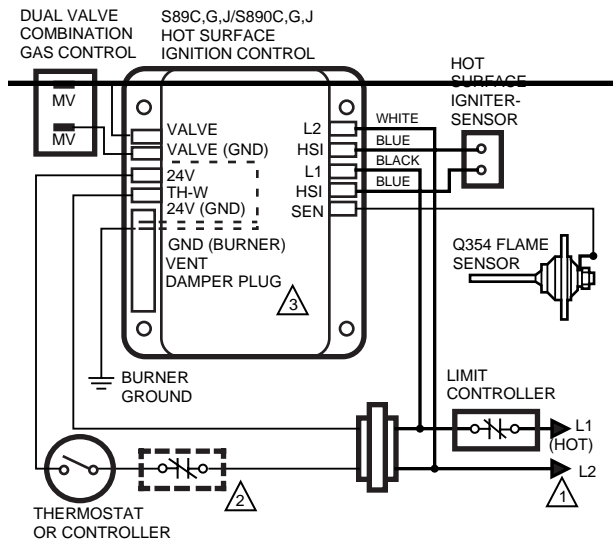 DUAL VALVE
COMBINATION
GAS CONTROL
S89C,G,J/S890C,G,J
HOT SURFACE
IGNITION CONTROL
HOT
SURFACE
IGNITER-
SENSOR
MV
MV
VALVE
VALVE (GND)
24V
TH-W
24V (GND)
GND (BURNER)
VENT
DAMPER PLUG
3
L2
HSI
L1
HSI
SEN
WHITE
BLUE
BLACK
BLUE
Q354 FLAME
SENSOR
BURNER
GROUND
LIMIT
CONTROLLER
L1
(HOT)
L2
1
2
THERMOSTAT
OR CONTROLLER